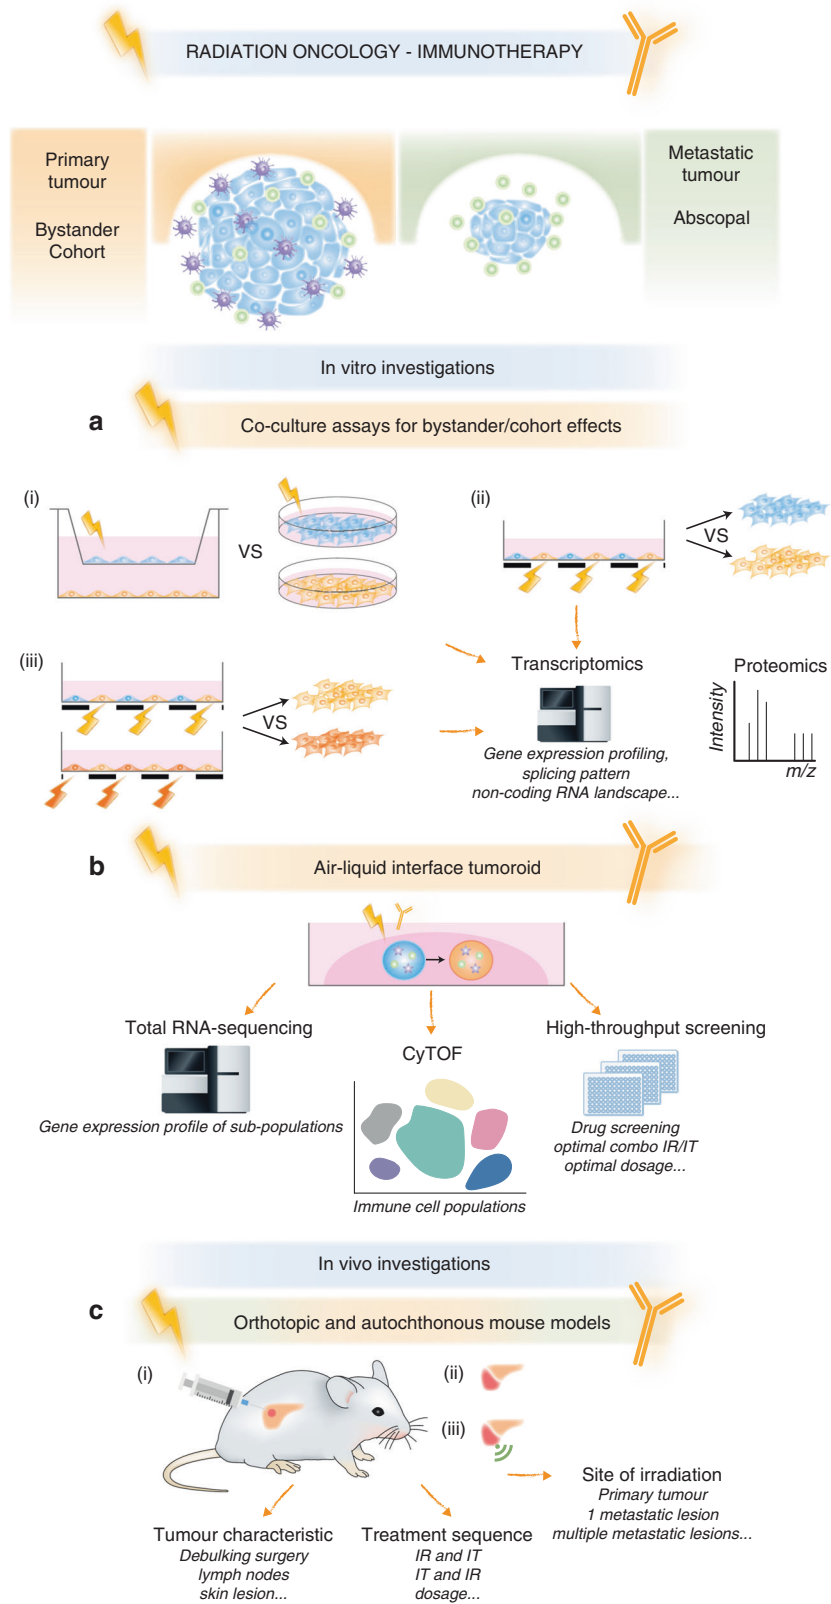 RADIATION ONCOLOGY - IMMUNOTHERAPY
Primary
tumour
Bystander
Cohort
Metastatic
tumour
Abscopal
In vitro investigations
a
Co-culture assays for bystander/cohort effects
(i)
VS
(ii)
VS
(iii)
VS
Transcriptomics
Gene expression profiling,
splicing pattern
non-coding RNA landscape...
Proteomics
Intensity
m/z
b
Air-liquid interface tumoroid
Total RNA-sequencing
Gene expression profile of sub-populations
CyTOF
Immune cell populations
High-throughput screening
Drug screening
optimal combo IR/IT
optimal dosage...
In vivo investigations
c
Orthotopic and autochthonous mouse models
(i)
(ii)
(iii)
Site of irradiation
Primary tumour
1 metastatic lesion
multiple metastatic lesions...
Tumour characteristic
Debulking surgery
lymph nodes
skin lesion...
Treatment sequence
IR and IT
IT and IR
dosage...